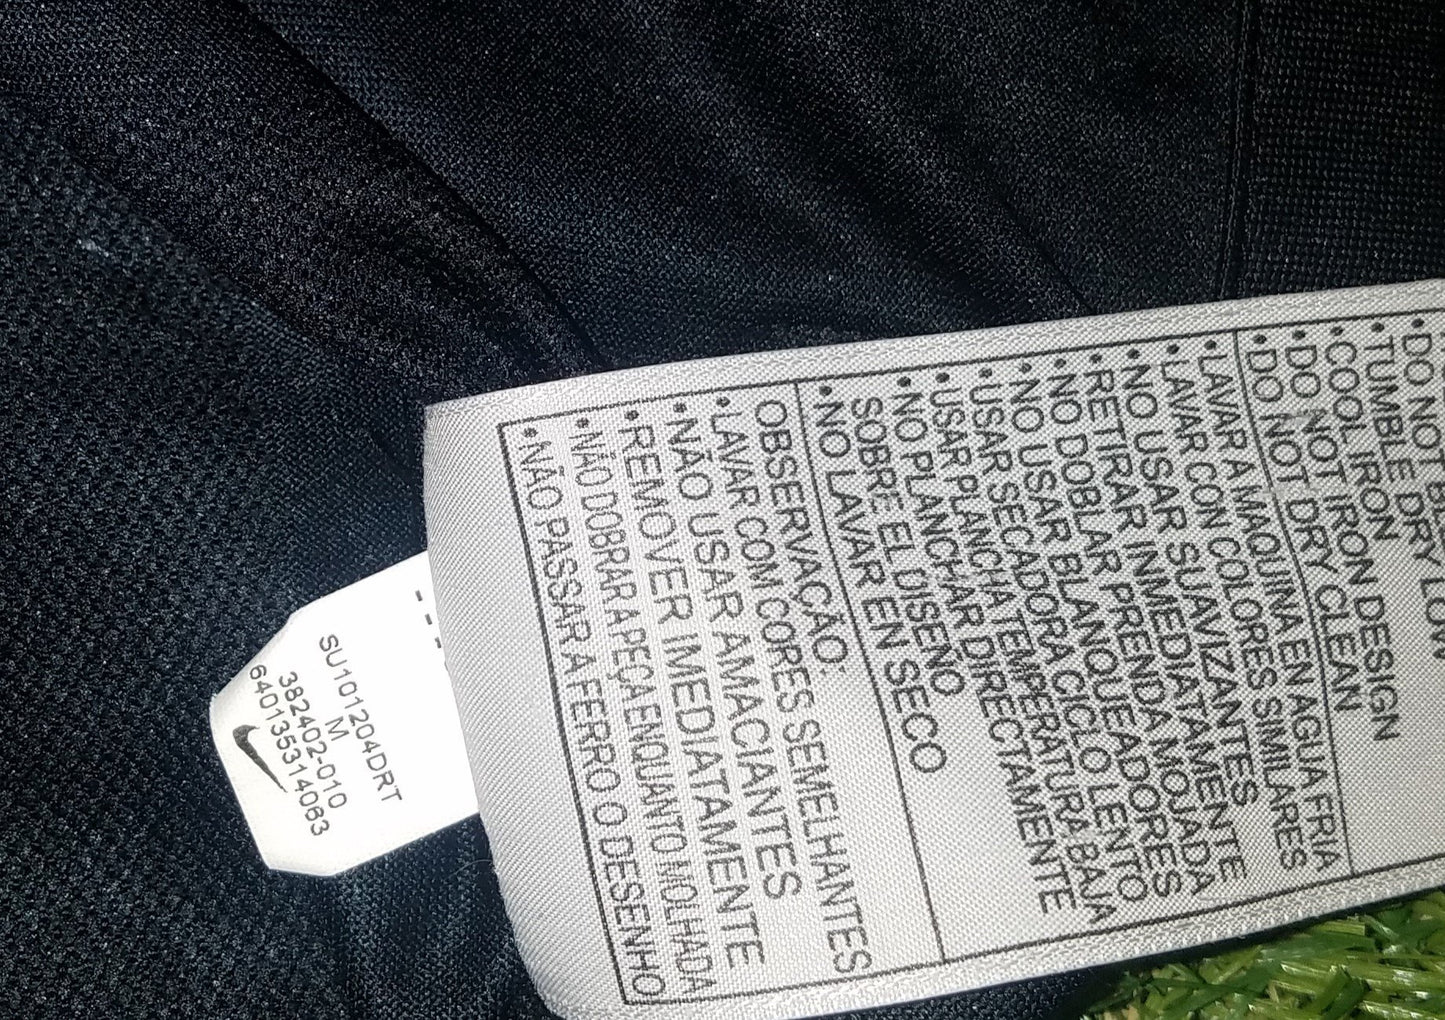 •DO NOT
•TUMBLE DRY LOW
•COOL IRON
•DO NOT IRON DESIGN
•DO NOT DRY CLEAN
•LAVAR A MAQUINA EN AGUA FRIA
•LAVAR CON COLORES SIMILARES
•NO USAR SUAVIZANTES
•RETIRAR INMEDIATAMENTE
•NO DOBLAR PRENDA MOJADA
•NO USAR BLANQUEADORES
•USAR SECADORA CICLO LENTO
•USAR PLANCHA TEMPERATURA BAJA
•NO PLANCHAR DIRECTAMENTE
SOBRE EL DISENO
•NO LAVAR EN SECO
OBSERVAÇÃO:
•LAVAR COM CORES SEMELHANTES
•NÃO USAR AMACIANTES
•REMOVER IMEDIATAMENTE
•NÃO DOBRAR A PEÇA ENQUANTO MOLHADA
•NÃO PASSAR A FERRO O DESENHO
SU101204DRT
M
382402-010
640135314083